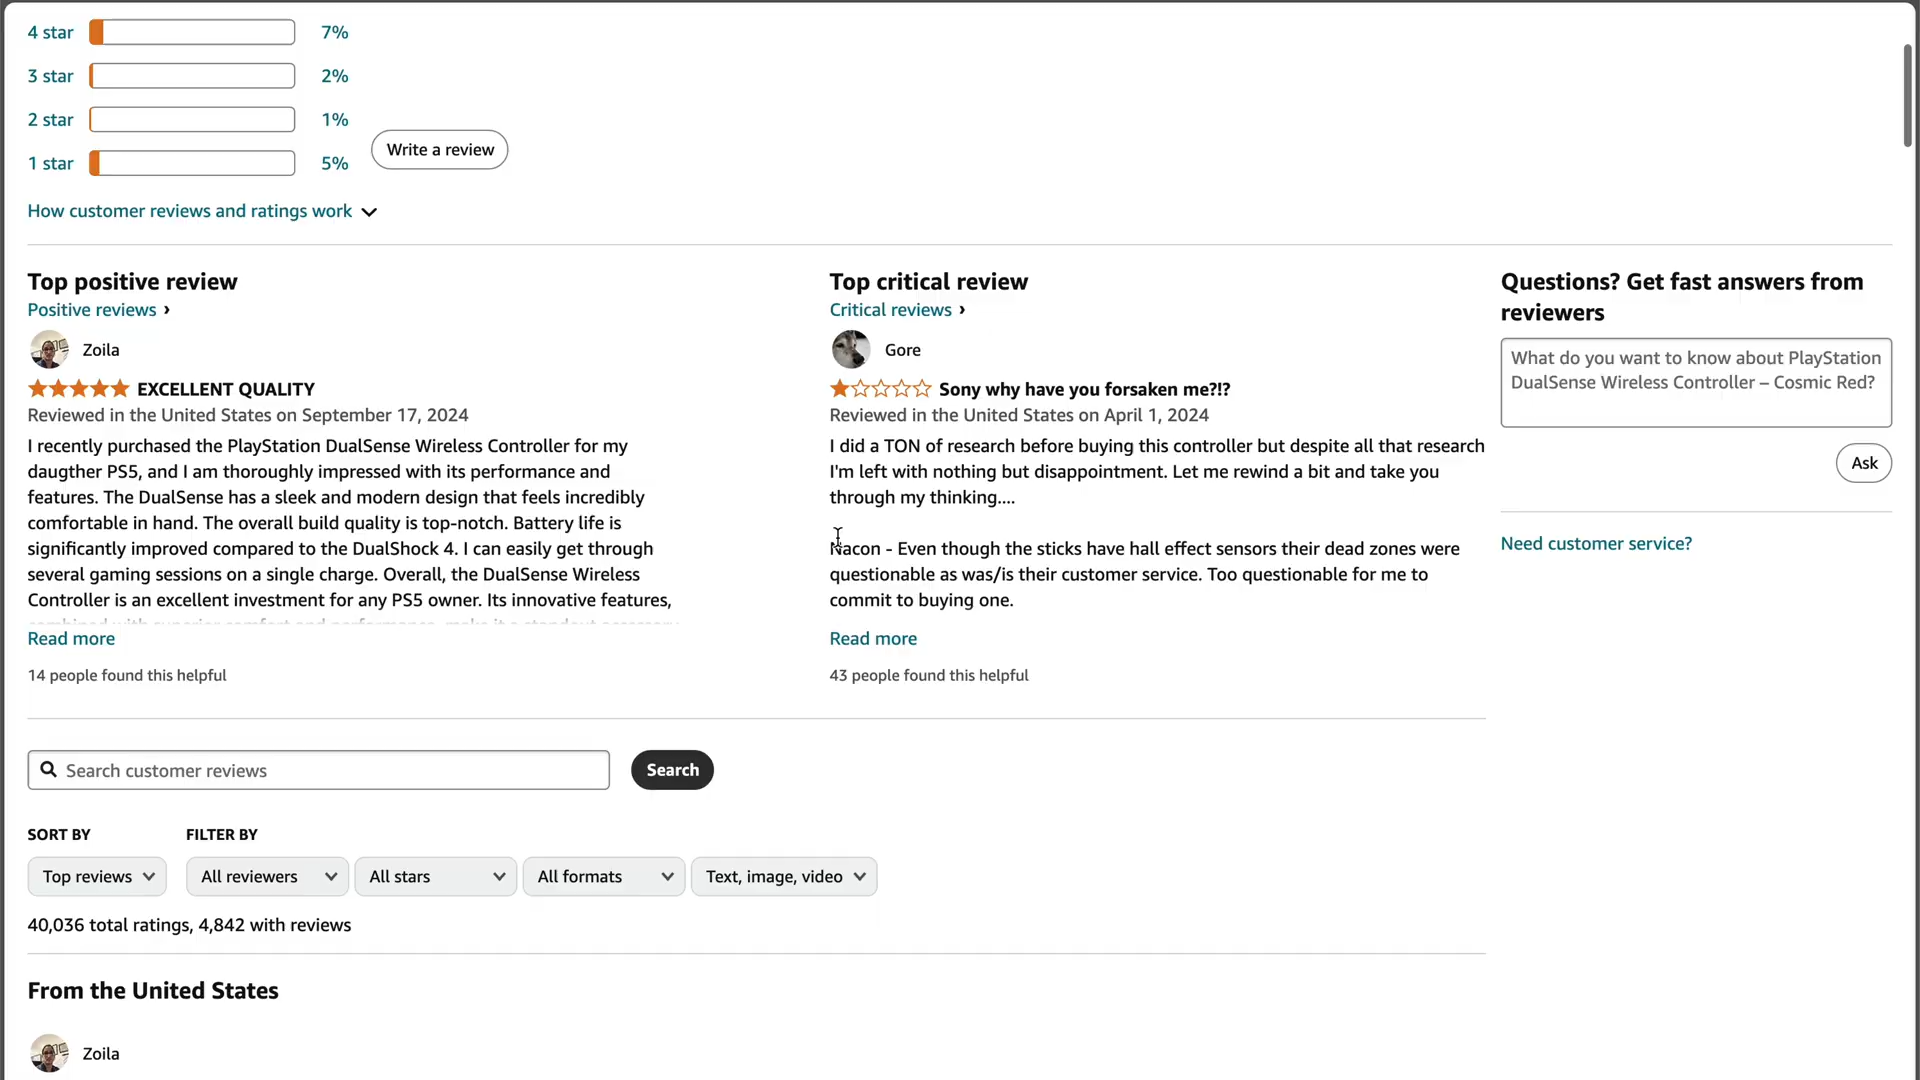 4 star 7%
3 star 2%
2 star 1%
1 star 5%
Write a review
How customer reviews and ratings work
Top positive review
Positive reviews ›
Zoila
EXCELLENT QUALITY
Reviewed in the United States on September 17, 2024
I recently purchased the PlayStation DualSense Wireless Controller for my
daugther PS5, and I am thoroughly impressed with its performance and
features. The DualSense has a sleek and modern design that feels incredibly
comfortable in hand. The overall build quality is top-notch. Battery life is
significantly improved compared to the DualShock 4. I can easily get through
several gaming sessions on a single charge. Overall, the DualSense Wireless
Controller is an excellent investment for any PS5 owner. Its innovative features,
Read more
14 people found this helpful
Top critical review
Critical reviews ›
Gore
Sony why have you forsaken me?!?
Reviewed in the United States on April 1, 2024
I did a TON of research before buying this controller but despite all that research
I'm left with nothing but disappointment. Let me rewind a bit and take you
through my thinking....
Nacon - Even though the sticks have hall effect sensors their dead zones were
questionable as was/is their customer service. Too questionable for me to
commit to buying one.
Read more
43 people found this helpful
Questions? Get fast answers from
reviewers
What do you want to know about PlayStation
DualSense Wireless Controller – Cosmic Red?
Ask
Need customer service?
Search customer reviews
Search
SORT BY
FILTER BY
Top reviews
All reviewers
All stars
All formats
Text, image, video
40,036 total ratings, 4,842 with reviews
From the United States
Zoila